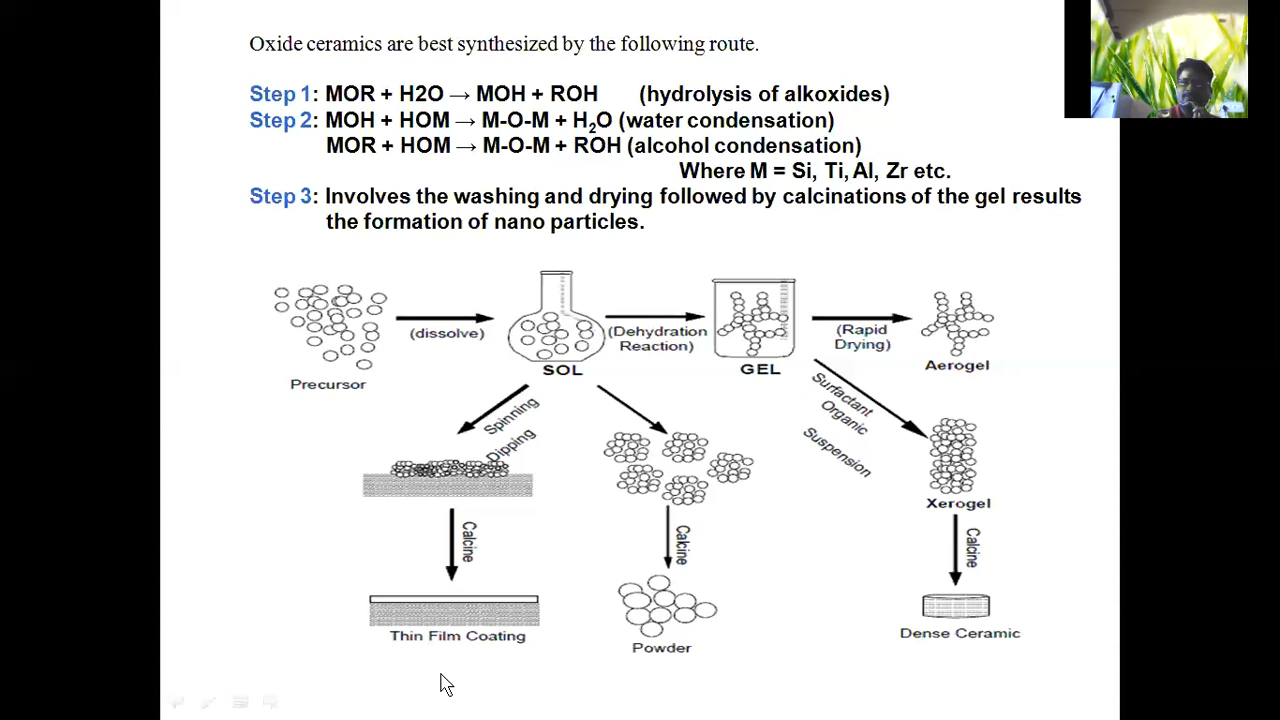 Oxide ceramics are best synthesized by the following route.
Step 1: MOR + H2O → MOH + ROH (hydrolysis of alkoxides)
Step 2: MOH + HOM → M-O-M + H₂O (water condensation)
MOR + HOM → M-O-M + ROH (alcohol condensation)
Where M = Si, Ti, Al, Zr etc.
Step 3: Involves the washing and drying followed by calcinations of the gel results
the formation of nano particles.
Precursor
(dissolve)
SOL
(Dehydration
Reaction)
GEL
(Rapid
Drying)
Aerogel
Spinning
Dipping
Surfactant
Organic
Suspension
Xerogel
Calcine
Calcine
Calcine
Thin Film Coating
Powder
Dense Ceramic